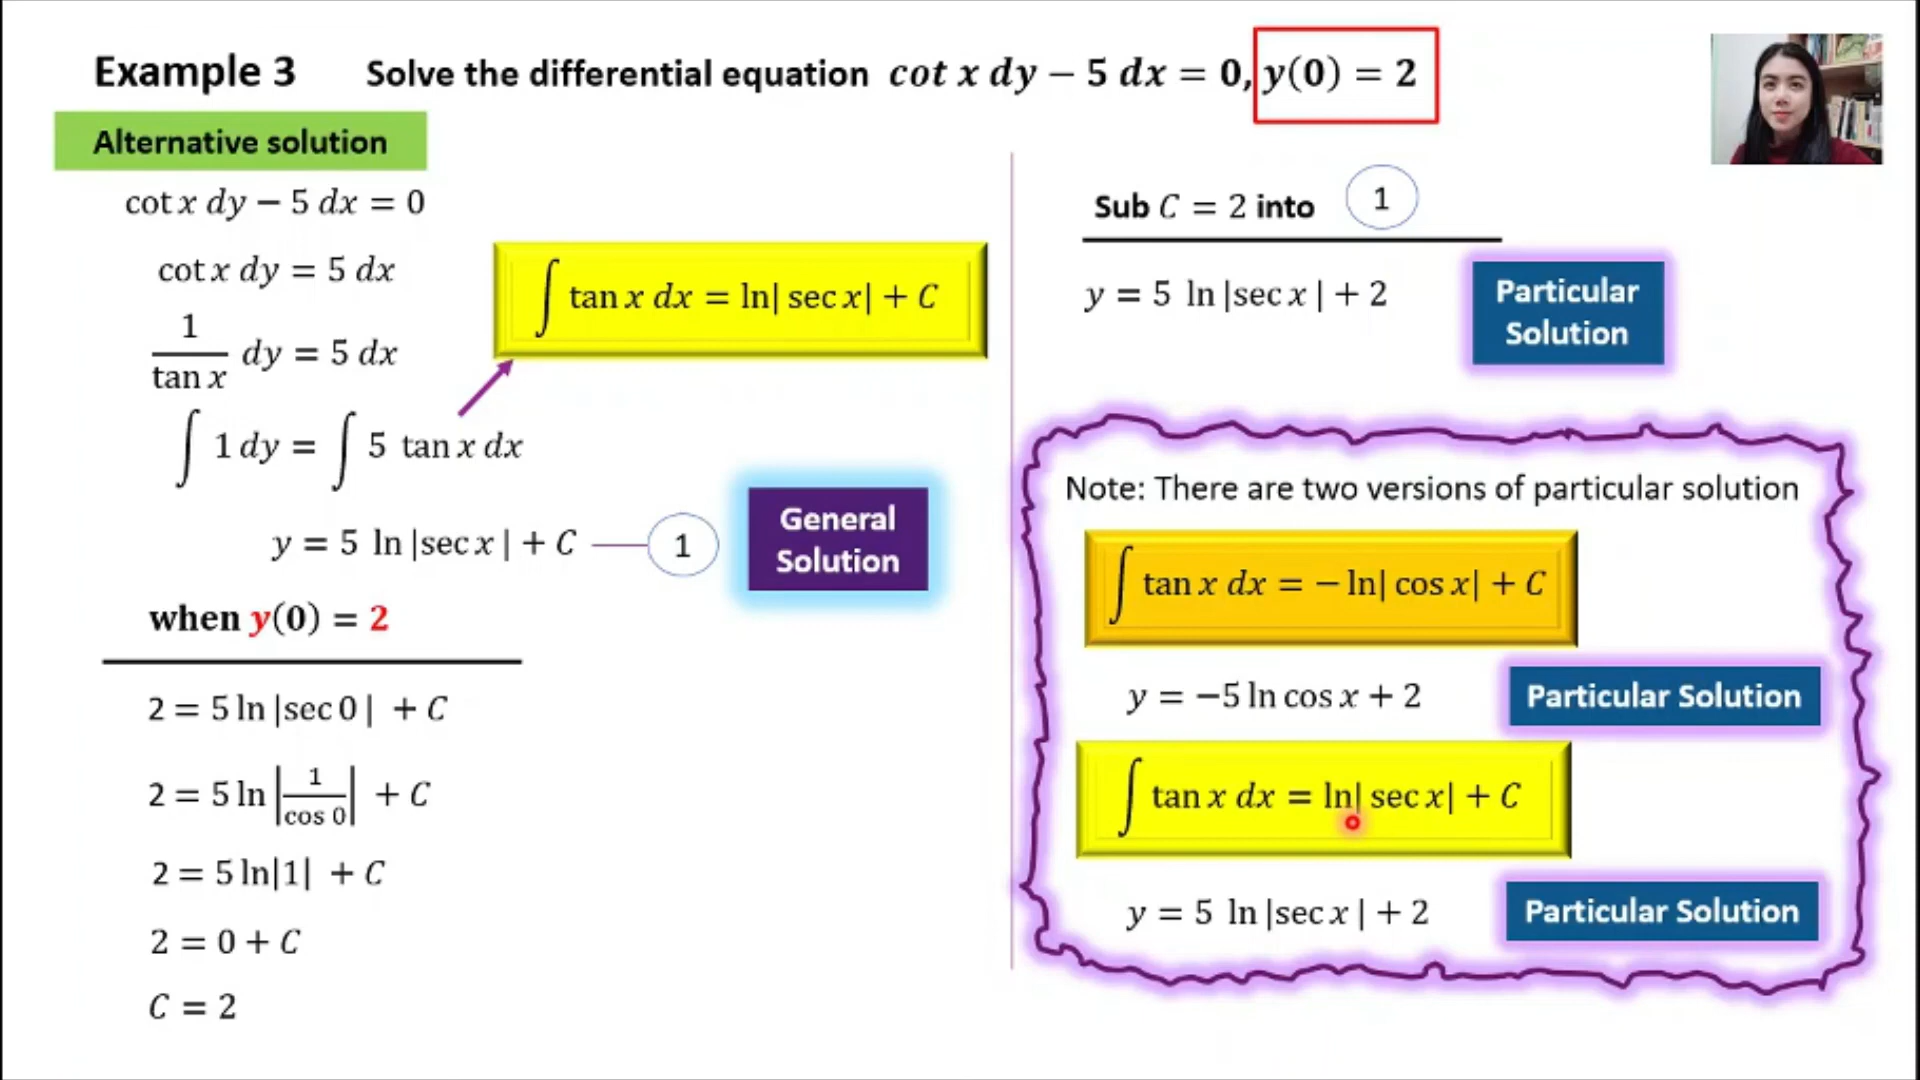 Example 3 Solve the differential equation cot x dy − 5 dx = 0, y(0) = 2
Alternative solution
cot x dy − 5 dx = 0
cot x dy = 5 dx
1/tan x dy = 5 dx
∫ 1 dy = ∫ 5 tan x dx
∫ tan x dx = ln| sec x| + C
y = 5 ln |sec x | + C
1
General
Solution
when y(0) = 2
2 = 5 ln |sec 0| + C
2 = 5 ln |1/cos 0| + C
2 = 5 ln|1| + C
2 = 0 + C
C = 2
Sub C = 2 into 1
y = 5 ln |sec x | + 2
Particular
Solution
Note: There are two versions of particular solution
∫ tan x dx = − ln| cos x| + C
y = −5 ln cos x + 2
Particular Solution
∫ tan x dx = ln| sec x| + C
y = 5 ln |sec x | + 2
Particular Solution